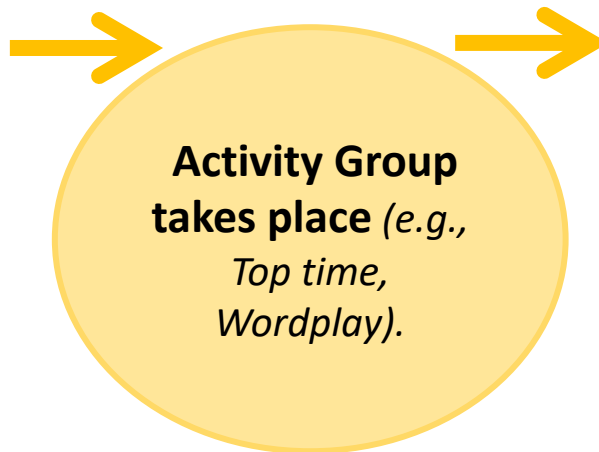 Activity Group
takes place (e.g.,
Top time,
Wordplay).